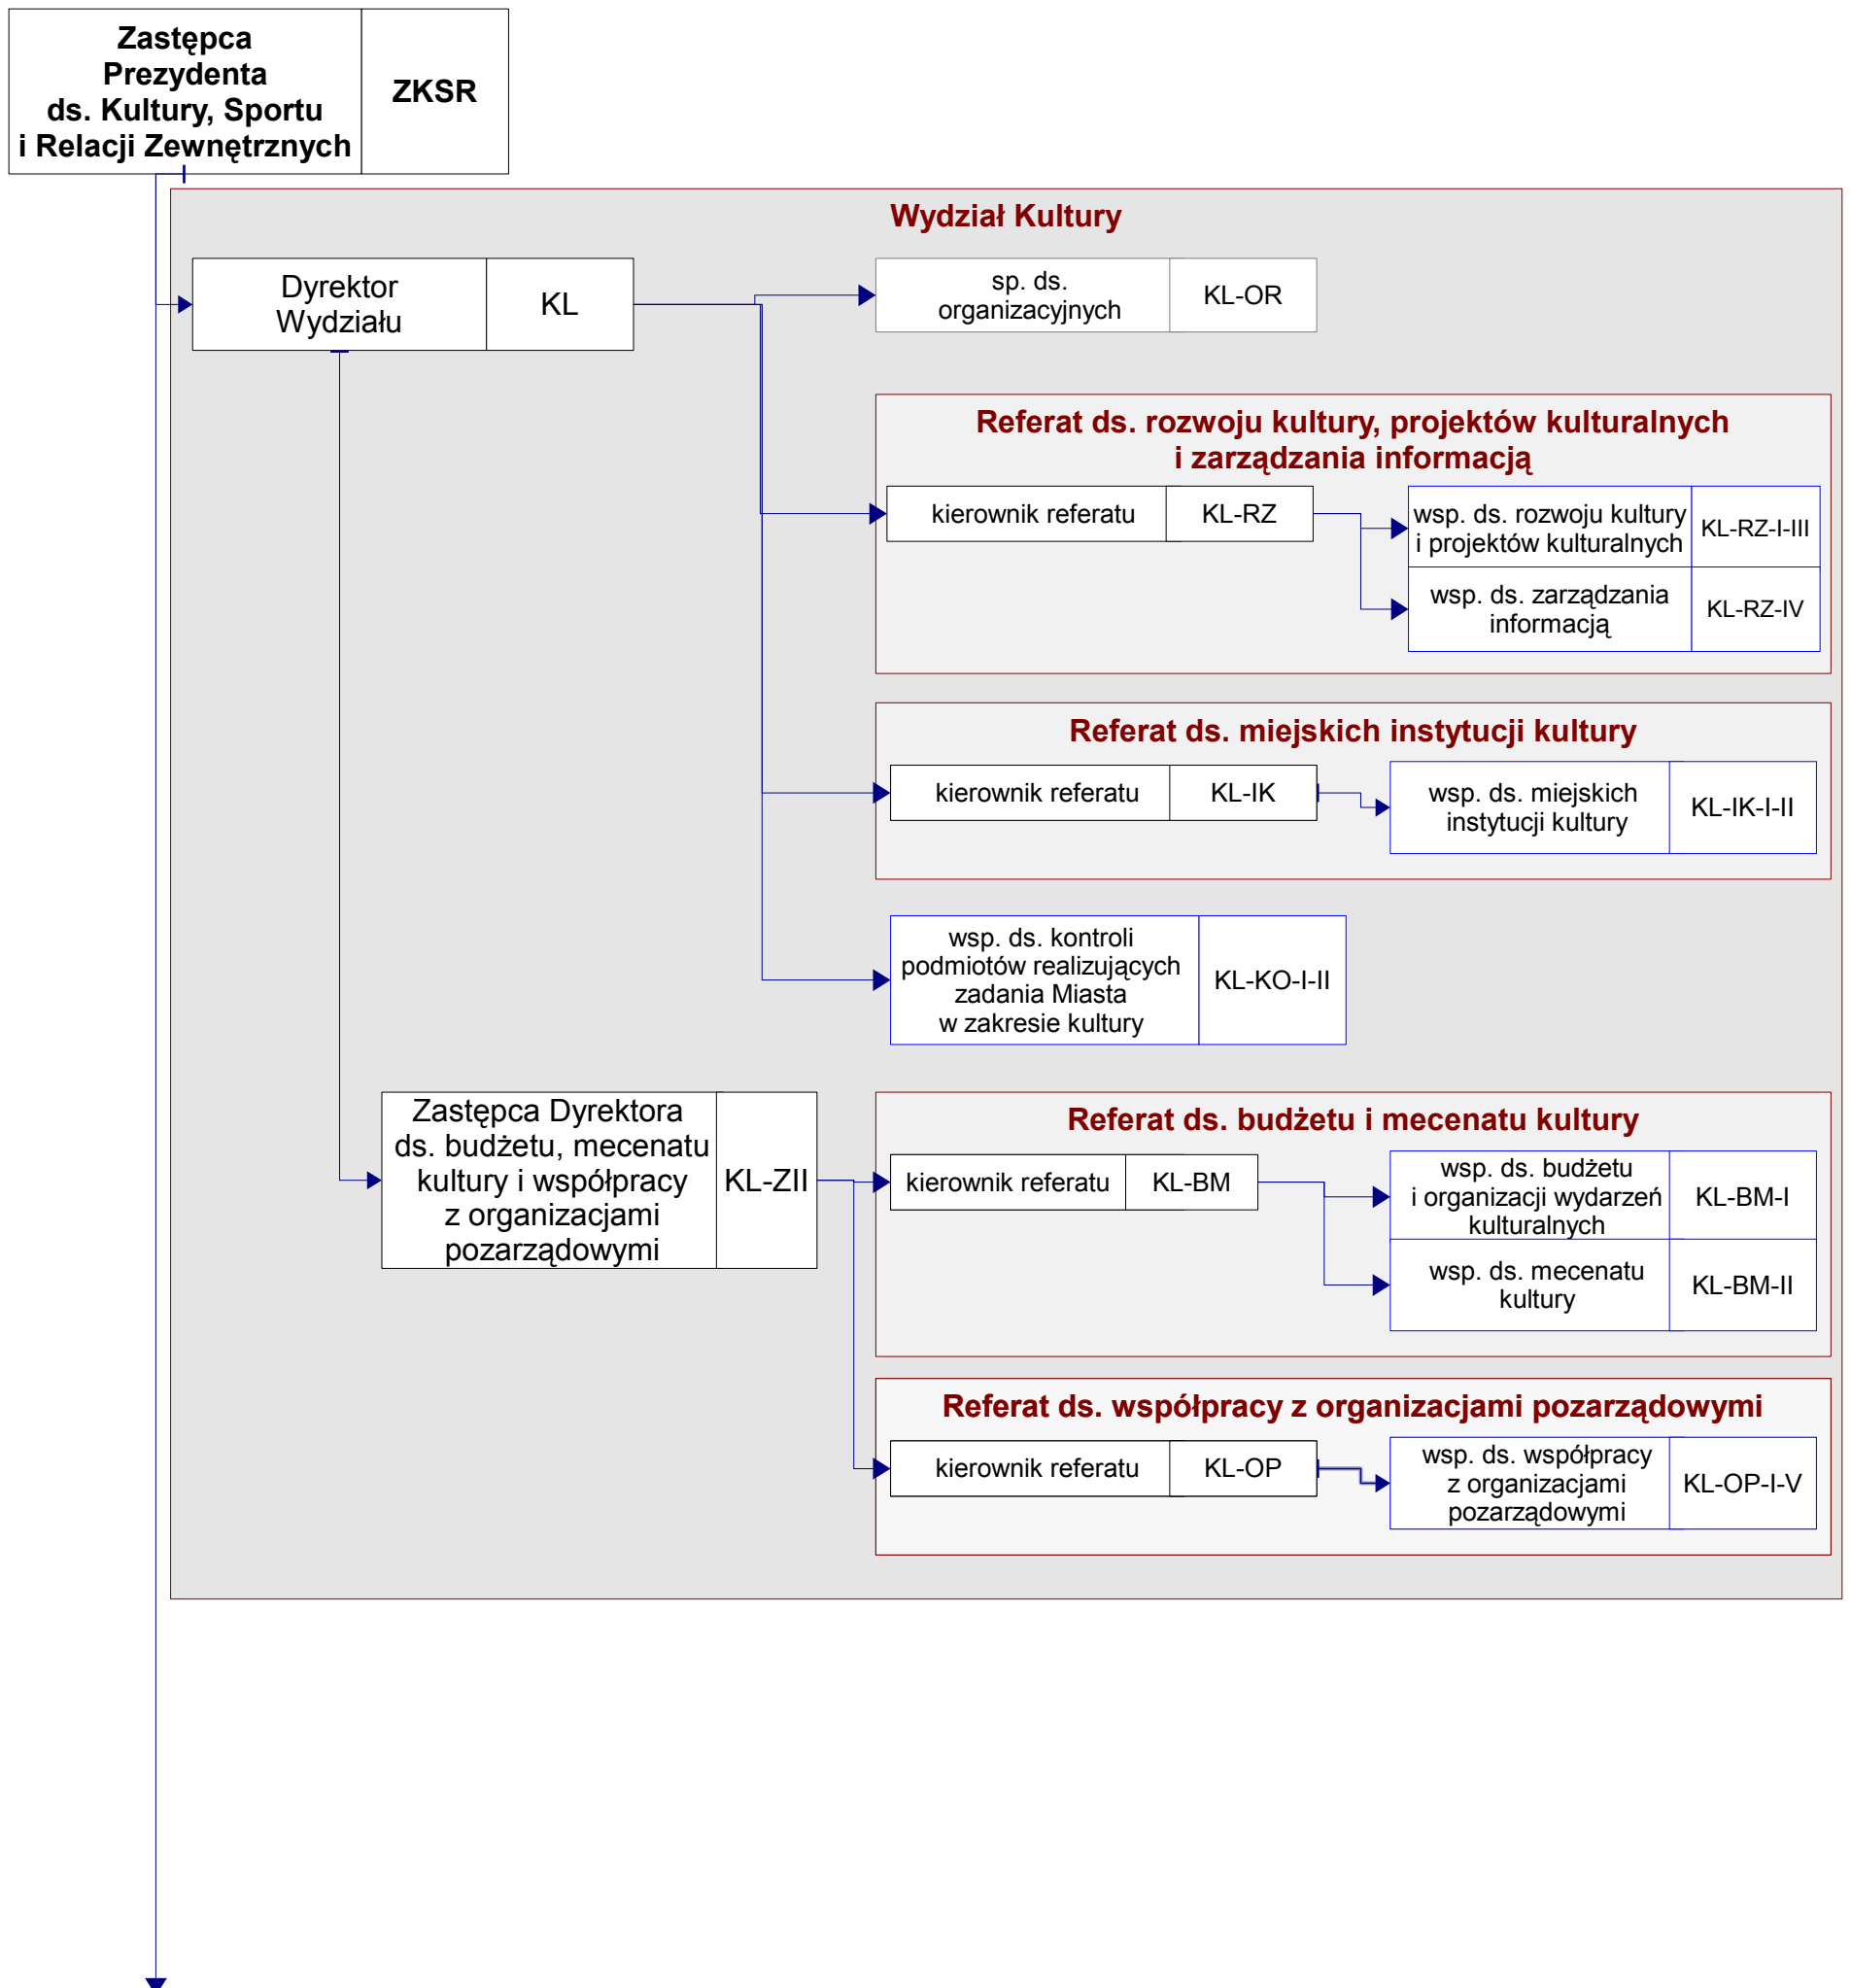 Zastępca
Prezydenta
ds. Kultury, Sportu
i Relacji Zewnętrznych
ZKSR
Wydział Kultury
Dyrektor
Wydziału
KL
sp. ds.
organizacyjnych
KL-OR
Referat ds. rozwoju kultury, projektów kulturalnych
i zarządzania informacją
kierownik referatu
KL-RZ
wsp. ds. rozwoju kultury
i projektów kulturalnych
KL-RZ-I-III
wsp. ds. zarządzania
informacją
KL-RZ-IV
Referat ds. miejskich instytucji kultury
kierownik referatu
KL-IK
wsp. ds. miejskich
instytucji kultury
KL-IK-I-II
wsp. ds. kontroli
podmiotów realizujących
zadania Miasta
w zakresie kultury
KL-KO-I-II
Zastępca Dyrektora
ds. budżetu, mecenatu
kultury i współpracy
z organizacjami
pozarządowymi
KL-ZII
Referat ds. budżetu i mecenatu kultury
kierownik referatu
KL-BM
wsp. ds. budżetu
i organizacji wydarzeń
kulturalnych
KL-BM-I
wsp. ds. mecenatu
kultury
KL-BM-II
Referat ds. współpracy z organizacjami pozarządowymi
kierownik referatu
KL-OP
wsp. ds. współpracy
z organizacjami
pozarządowymi
KL-OP-I-V